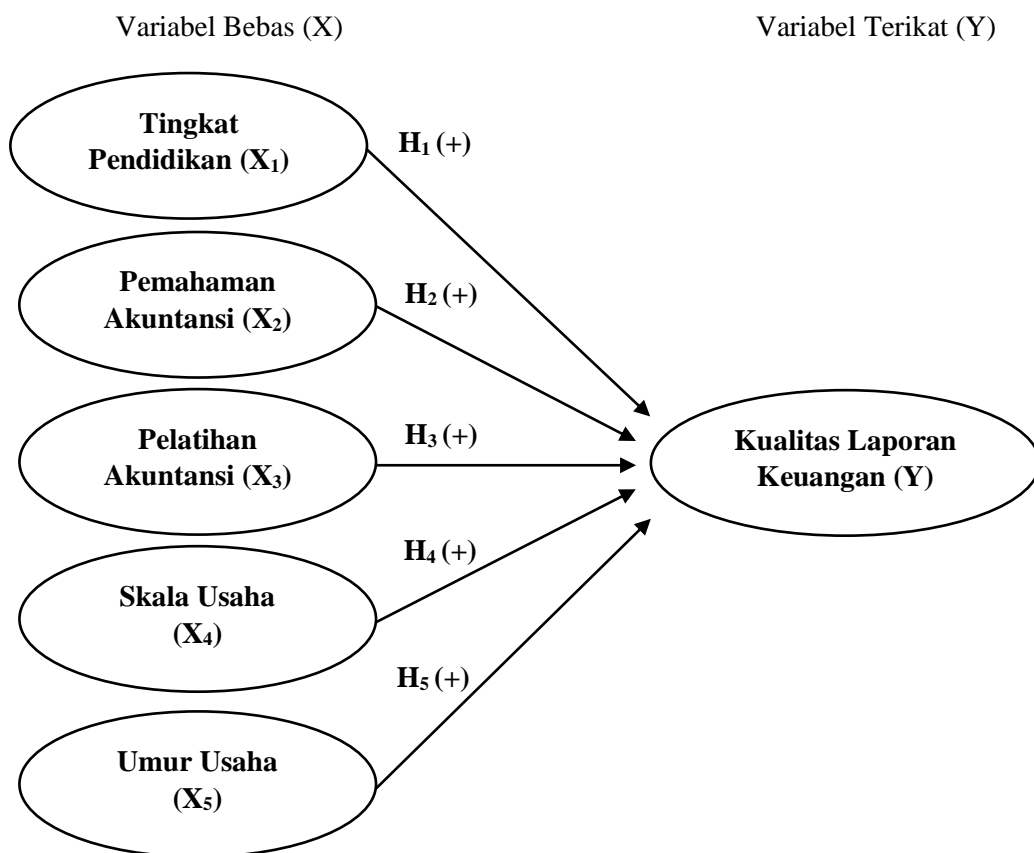 Variabel Bebas (X)
Variabel Terikat (Y)
Tingkat
Pendidikan (X₁)
H₁ (+)
Pemahaman
Akuntansi (X₂)
H₂ (+)
Pelatihan
Akuntansi (X₃)
H₃ (+)
Kualitas Laporan
Keuangan (Y)
Skala Usaha
(X₄)
H₄ (+)
Umur Usaha
(X₅)
H₅ (+)